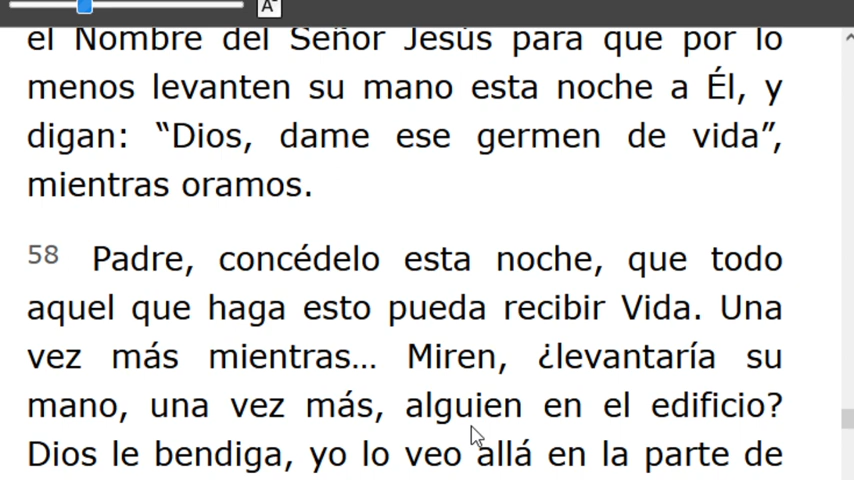 A
el Nombre del Señor Jesús para que por lo
menos levanten su mano esta noche a Él, y
digan: “Dios, dame ese germen de vida”,
mientras oramos.
58 Padre, concédelo esta noche, que todo
aquel que haga esto pueda recibir Vida. Una
vez más mientras… Miren, ¿levantaría su
mano, una vez más, alguien en el edificio?
Dios le bendiga, yo lo veo allá en la parte de